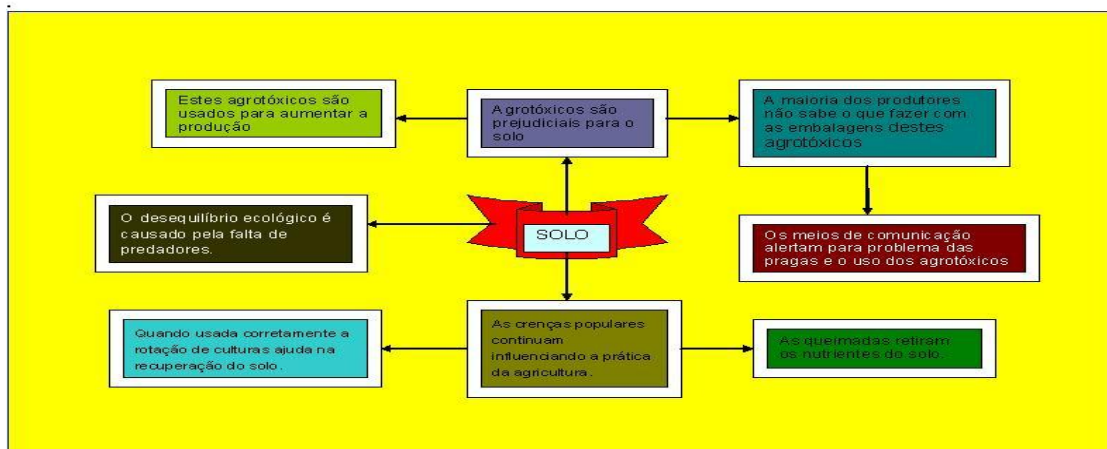 Estes agrotóxicos são
usados para aumentar a
produção
Agrotóxicos são
prejudiciais para o
solo
A maioria dos produtores
não sabe o que fazer com
as embalagens destes
agrotóxicos
O desequilíbrio ecológico é
causado pela falta de
predadores.
SOLO
Os meios de comunicação
alertam para problema das
pragas e o uso dos agrotóxicos
Quando usada corretamente a
rotação de culturas ajuda na
recuperação do solo.
As crenças populares
continuam
influenciando a prática
da agricultura.
As queimadas retiram
os nutrientes do solo.